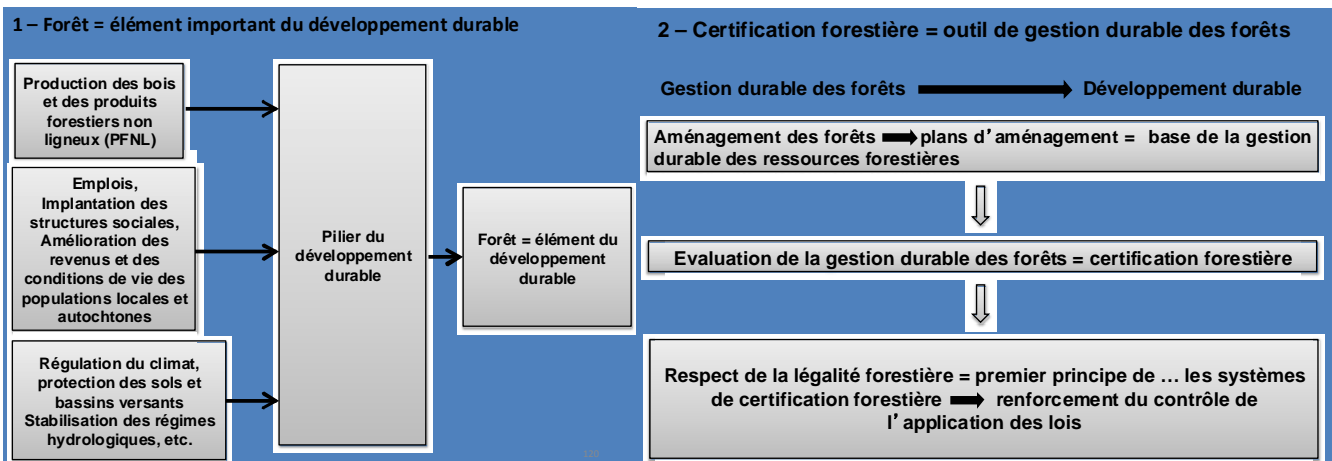 1 – Forêt = élément important du développement durable
Production des bois
et des produits
forestiers non
ligneux (PFNL)
Emplois,
Implantation des
structures sociales,
Amélioration des
revenus et des
conditions de vie des
populations locales et
autochtones
Régulation du climat,
protection des sols et
bassins versants
Stabilisation des régimes
hydrologiques, etc.
Pilier du
développement
durable
Forêt = élément du
développement
durable
120
2 – Certification forestière = outil de gestion durable des forêts
Gestion durable des forêts Développement durable
Aménagement des forêts plans d’aménagement = base de la gestion
durable des ressources forestières
Evaluation de la gestion durable des forêts = certification forestière
Respect de la légalité forestière = premier principe de … les systèmes
de certification forestière renforcement du contrôle de
l’application des lois